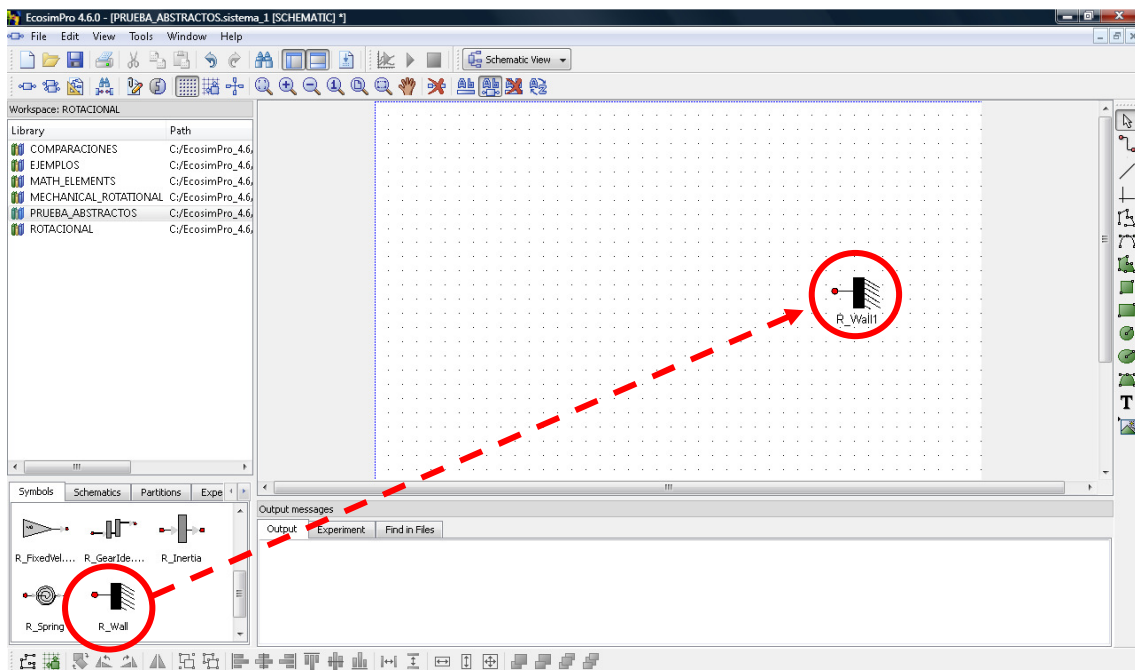 EcosimPro 4.6.0 - [PRUEBA_ABSTRACTOS.sistema_1 [SCHEMATIC] *]
File Edit View Tools Window Help
Schematic View
Workspace: ROTACIONAL
Library Path
COMPARACIONES C:/EcosimPro_4.6,
EJEMPLOS C:/EcosimPro_4.6,
MATH_ELEMENTS C:/EcosimPro_4.6,
MECHANICAL_ROTATIONAL C:/EcosimPro_4.6,
PRUEBA_ABSTRACTOS C:/EcosimPro_4.6,
ROTACIONAL C:/EcosimPro_4.6,
R_Wall1
Symbols Schematics Partitions Expe
R_FixedVel.... R_GearIde.... R_Inertia
R_Spring R_Wall
Output messages
Output Experiment Find in Files
T